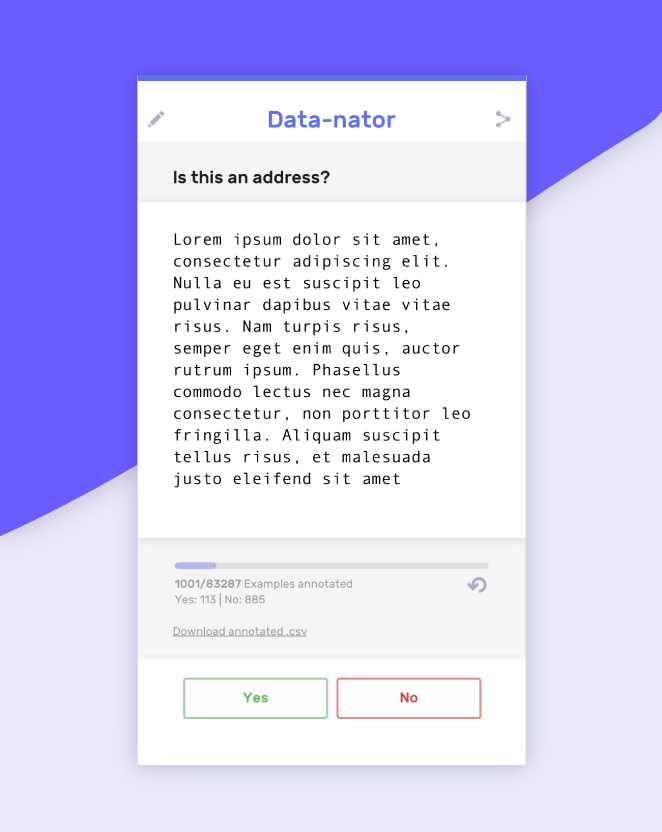 Data-nator
Is this an address?
Lorem ipsum dolor sit amet,
consectetur adipiscing elit.
Nulla eu est suscipit leo
pulvinar dapibus vitae vitae
risus. Nam turpis risus,
semper eget enim quis, auctor
rutrum ipsum. Phasellus
commodo lectus nec magna
consectetur, non porttitor leo
fringilla. Aliquam suscipit
tellus risus, et malesuada
justo eleifend sit amet
1001/83287 Examples annotated
Yes: 113 | No: 885
Download annotated .csv
Yes No